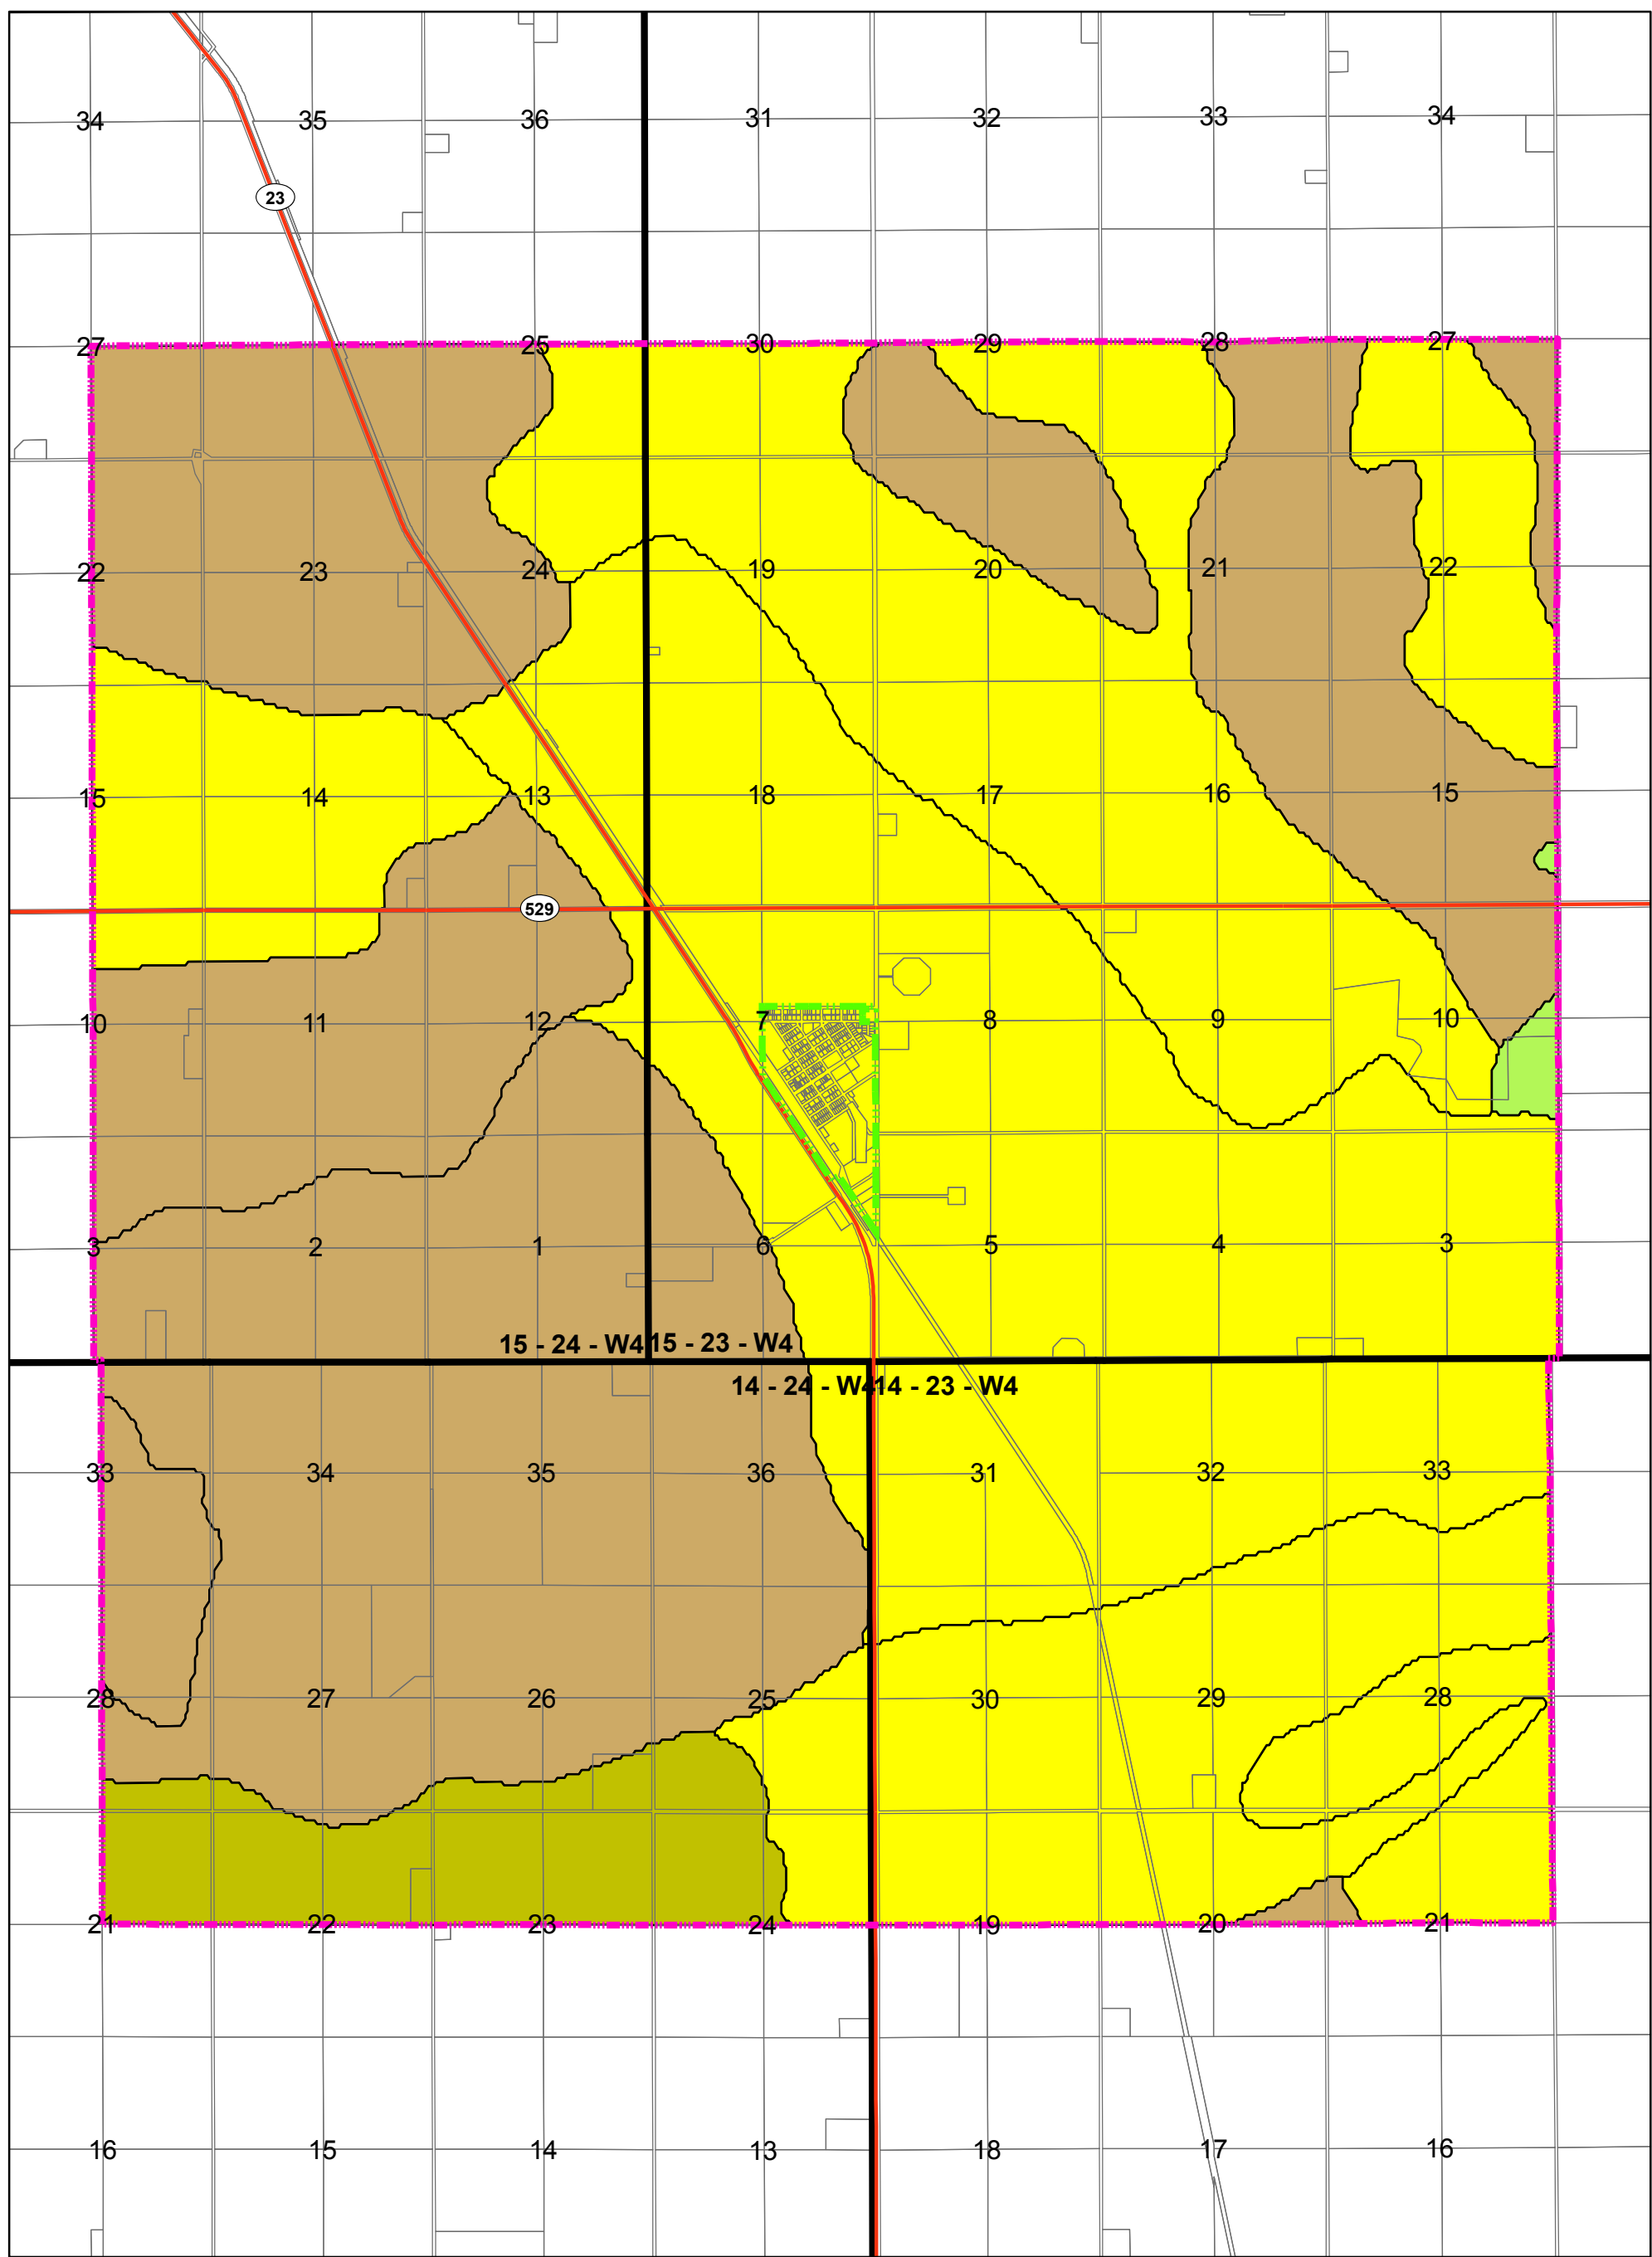 34 35 36 31 32 33 34
23
27 25 30 29 28 27
22 23 24 19 20 21 22
15 14 13 18 17 16 15
529
10 11 12 7 8 9 10
3 2 1 6 5 4 3
15 - 24 - W4 15 - 23 - W4
14 - 24 - W4 14 - 23 - W4
33 34 35 36 31 32 33
28 27 26 25 30 29 28
21 22 23 24 19 20 21
16 15 14 13 18 17 16